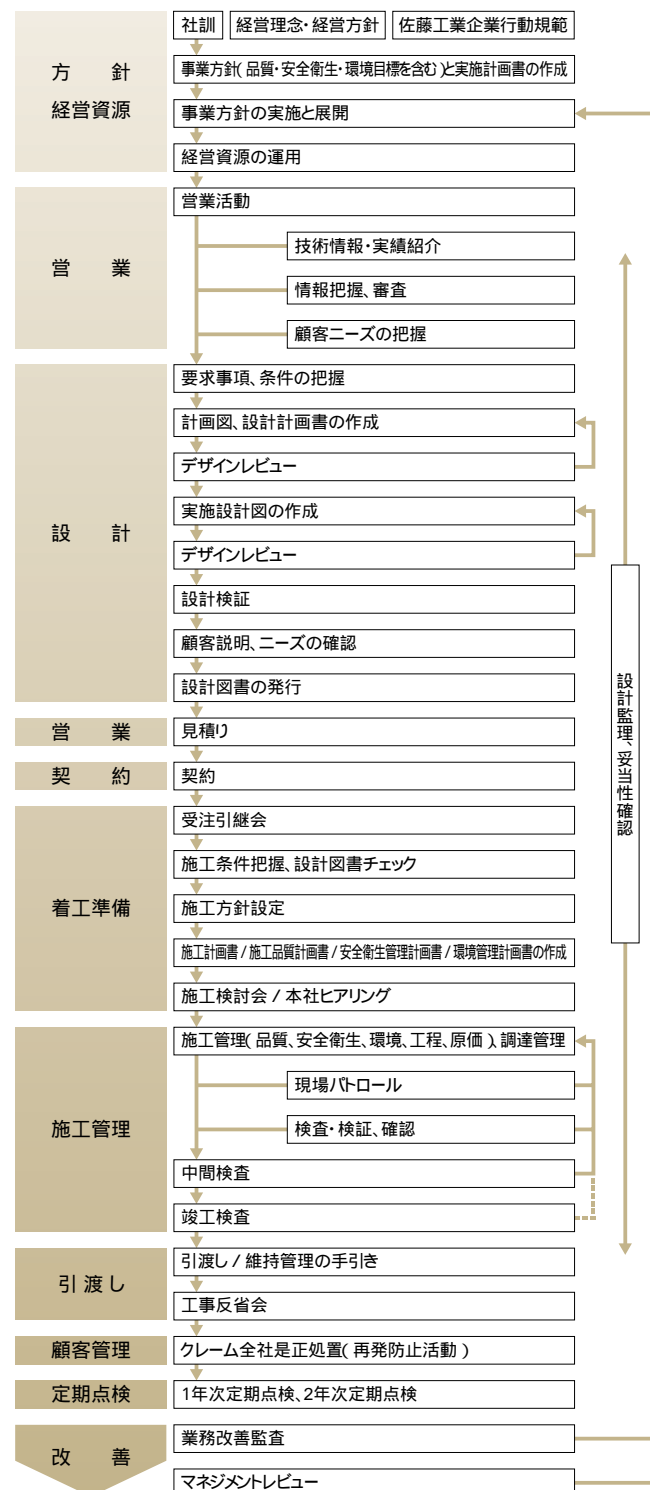 社訓
経営理念・経営方針
佐藤工業企業行動規範
方　針
経営資源
事業方針(品質・安全衛生・環境目標を含む)と実施計画書の作成
事業方針の実施と展開
経営資源の運用
営　業
営業活動
技術情報・実績紹介
情報把握、審査
顧客ニーズの把握
設　計
要求事項、条件の把握
計画図、設計計画書の作成
デザインレビュー
実施設計図の作成
デザインレビュー
設計検証
顧客説明、ニーズの確認
設計図書の発行
設計監理、妥当性確認
営　業
見積り
契　約
契約
着工準備
受注引継会
施工条件把握、設計図書チェック
施工方針設定
施工計画書/施工品質計画書/安全衛生管理計画書/環境管理計画書の作成
施工検討会/本社ヒアリング
施工管理
施工管理(品質、安全衛生、環境、工程、原価)、調達管理
現場パトロール
検査・検証、確認
中間検査
竣工検査
引渡し
引渡し/維持管理の手引き
工事反省会
顧客管理
クレーム全社是正処置(再発防止活動)
定期点検
1年次定期点検、2年次定期点検
改　善
業務改善監査
マネジメントレビュー